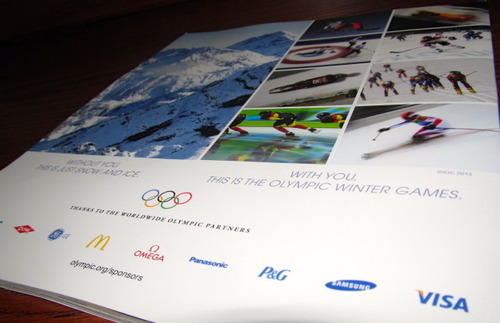 WITHOUT YOU,
THIS IS JUST SNOW AND ICE.
WITH YOU,
THIS IS THE OLYMPIC WINTER GAMES.
THANKS TO THE WORLDWIDE OLYMPIC PARTNERS
Dow
GE
M
Ω
OMEGA
Panasonic
P&G
SAMSUNG
VISA
olympic.org/sponsors